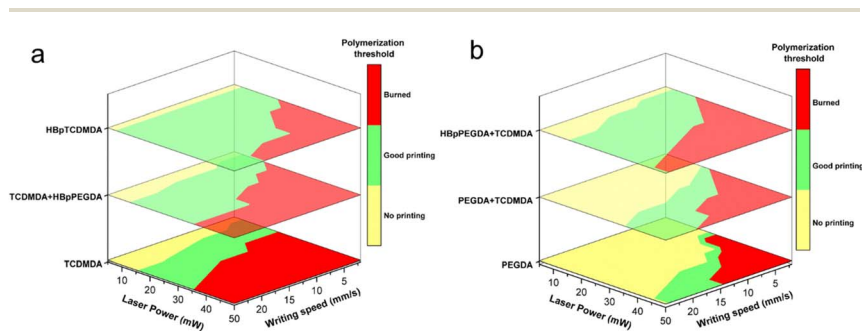 a
Polymerization
threshold
Burned
Good printing
No printing
HBpTCDMDA
TCDMDA+HBpPEGDA
TCDMDA
10
20
30
40
50
Laser Power (mW)
20
15
10
5
Writing speed (mm/s)
b
Polymerization
threshold
Burned
Good printing
No printing
HBpPEGDA+TCDMDA
PEGDA+TCDMDA
PEGDA
10
20
30
40
50
Laser Power (mW)
20
15
10
5
Writing speed (mm/s)